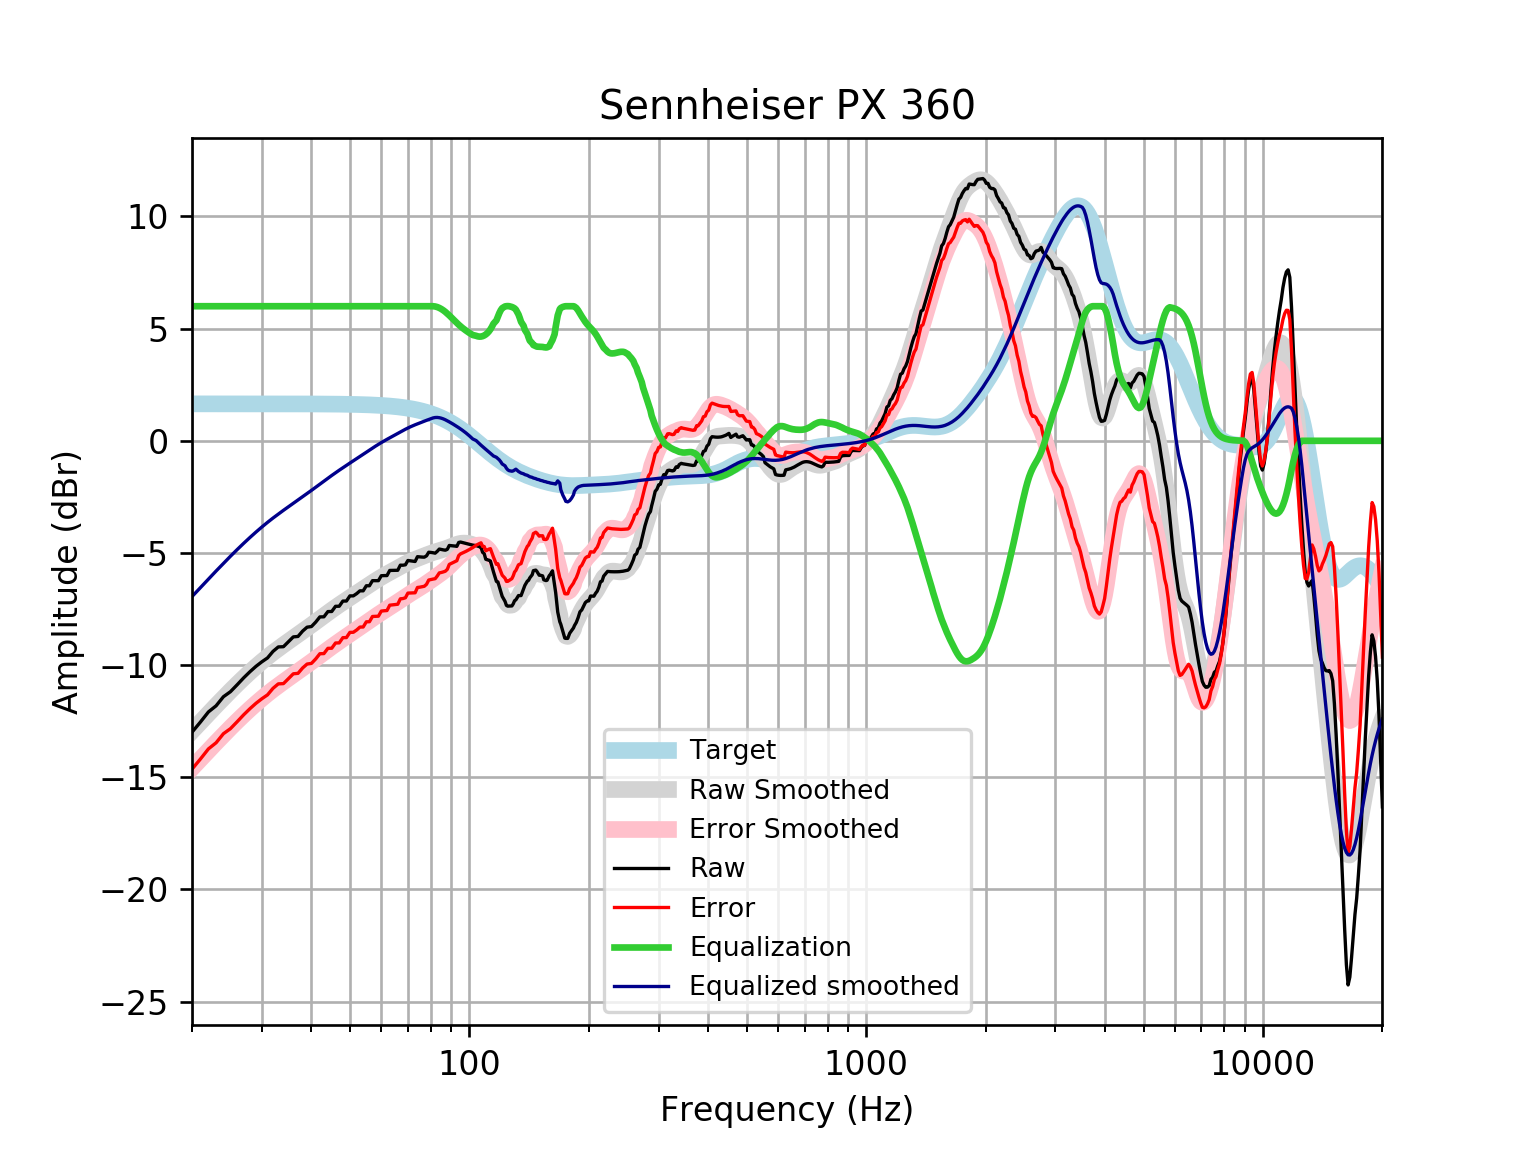 Sennheiser PX 360
Amplitude (dBr)
10
5
0
−5
−10
−15
−20
−25
Target
Raw Smoothed
Error Smoothed
Raw
Error
Equalization
Equalized smoothed
100
1000
10000
Frequency (Hz)